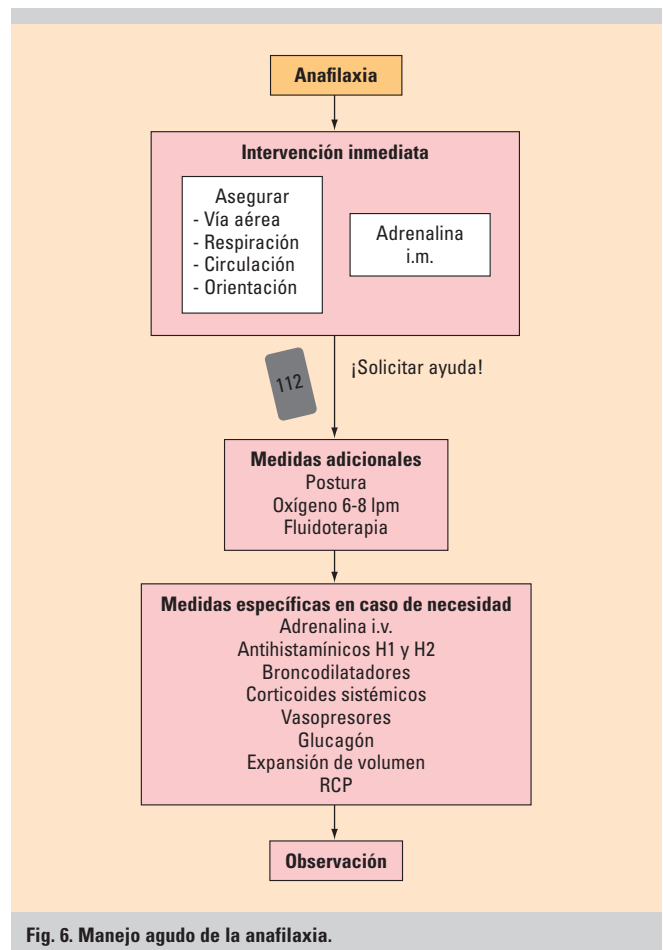 Anafilaxia
Intervención inmediata
Asegurar
- Vía aérea
- Respiración
- Circulación
- Orientación
Adrenalina
i.m.
112
¡Solicitar ayuda!
Medidas adicionales
Postura
Oxígeno 6-8 lpm
Fluidoterapia
Medidas específicas en caso de necesidad
Adrenalina i.v.
Antihistamínicos H1 y H2
Broncodilatadores
Corticoides sistémicos
Vasopresores
Glucagón
Expansión de volumen
RCP
Observación
Fig. 6. Manejo agudo de la anafilaxia.